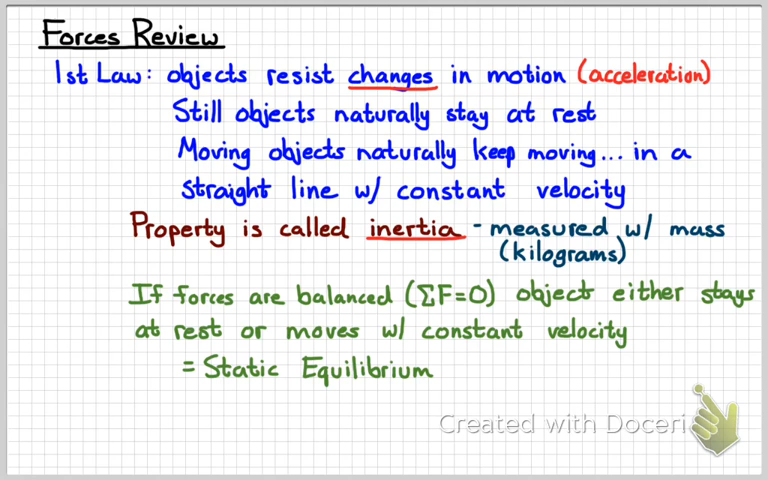 Forces Review
1st Law: objects resist changes in motion (acceleration)
Still objects naturally stay at rest
Moving objects naturally keep moving... in a
straight line w/ constant velocity
Property is called inertia - measured w/ mass
(kilograms)
If forces are balanced (ΣF=0) object either stays
at rest or moves w/ constant velocity
= Static Equilibrium
Created with Doceri